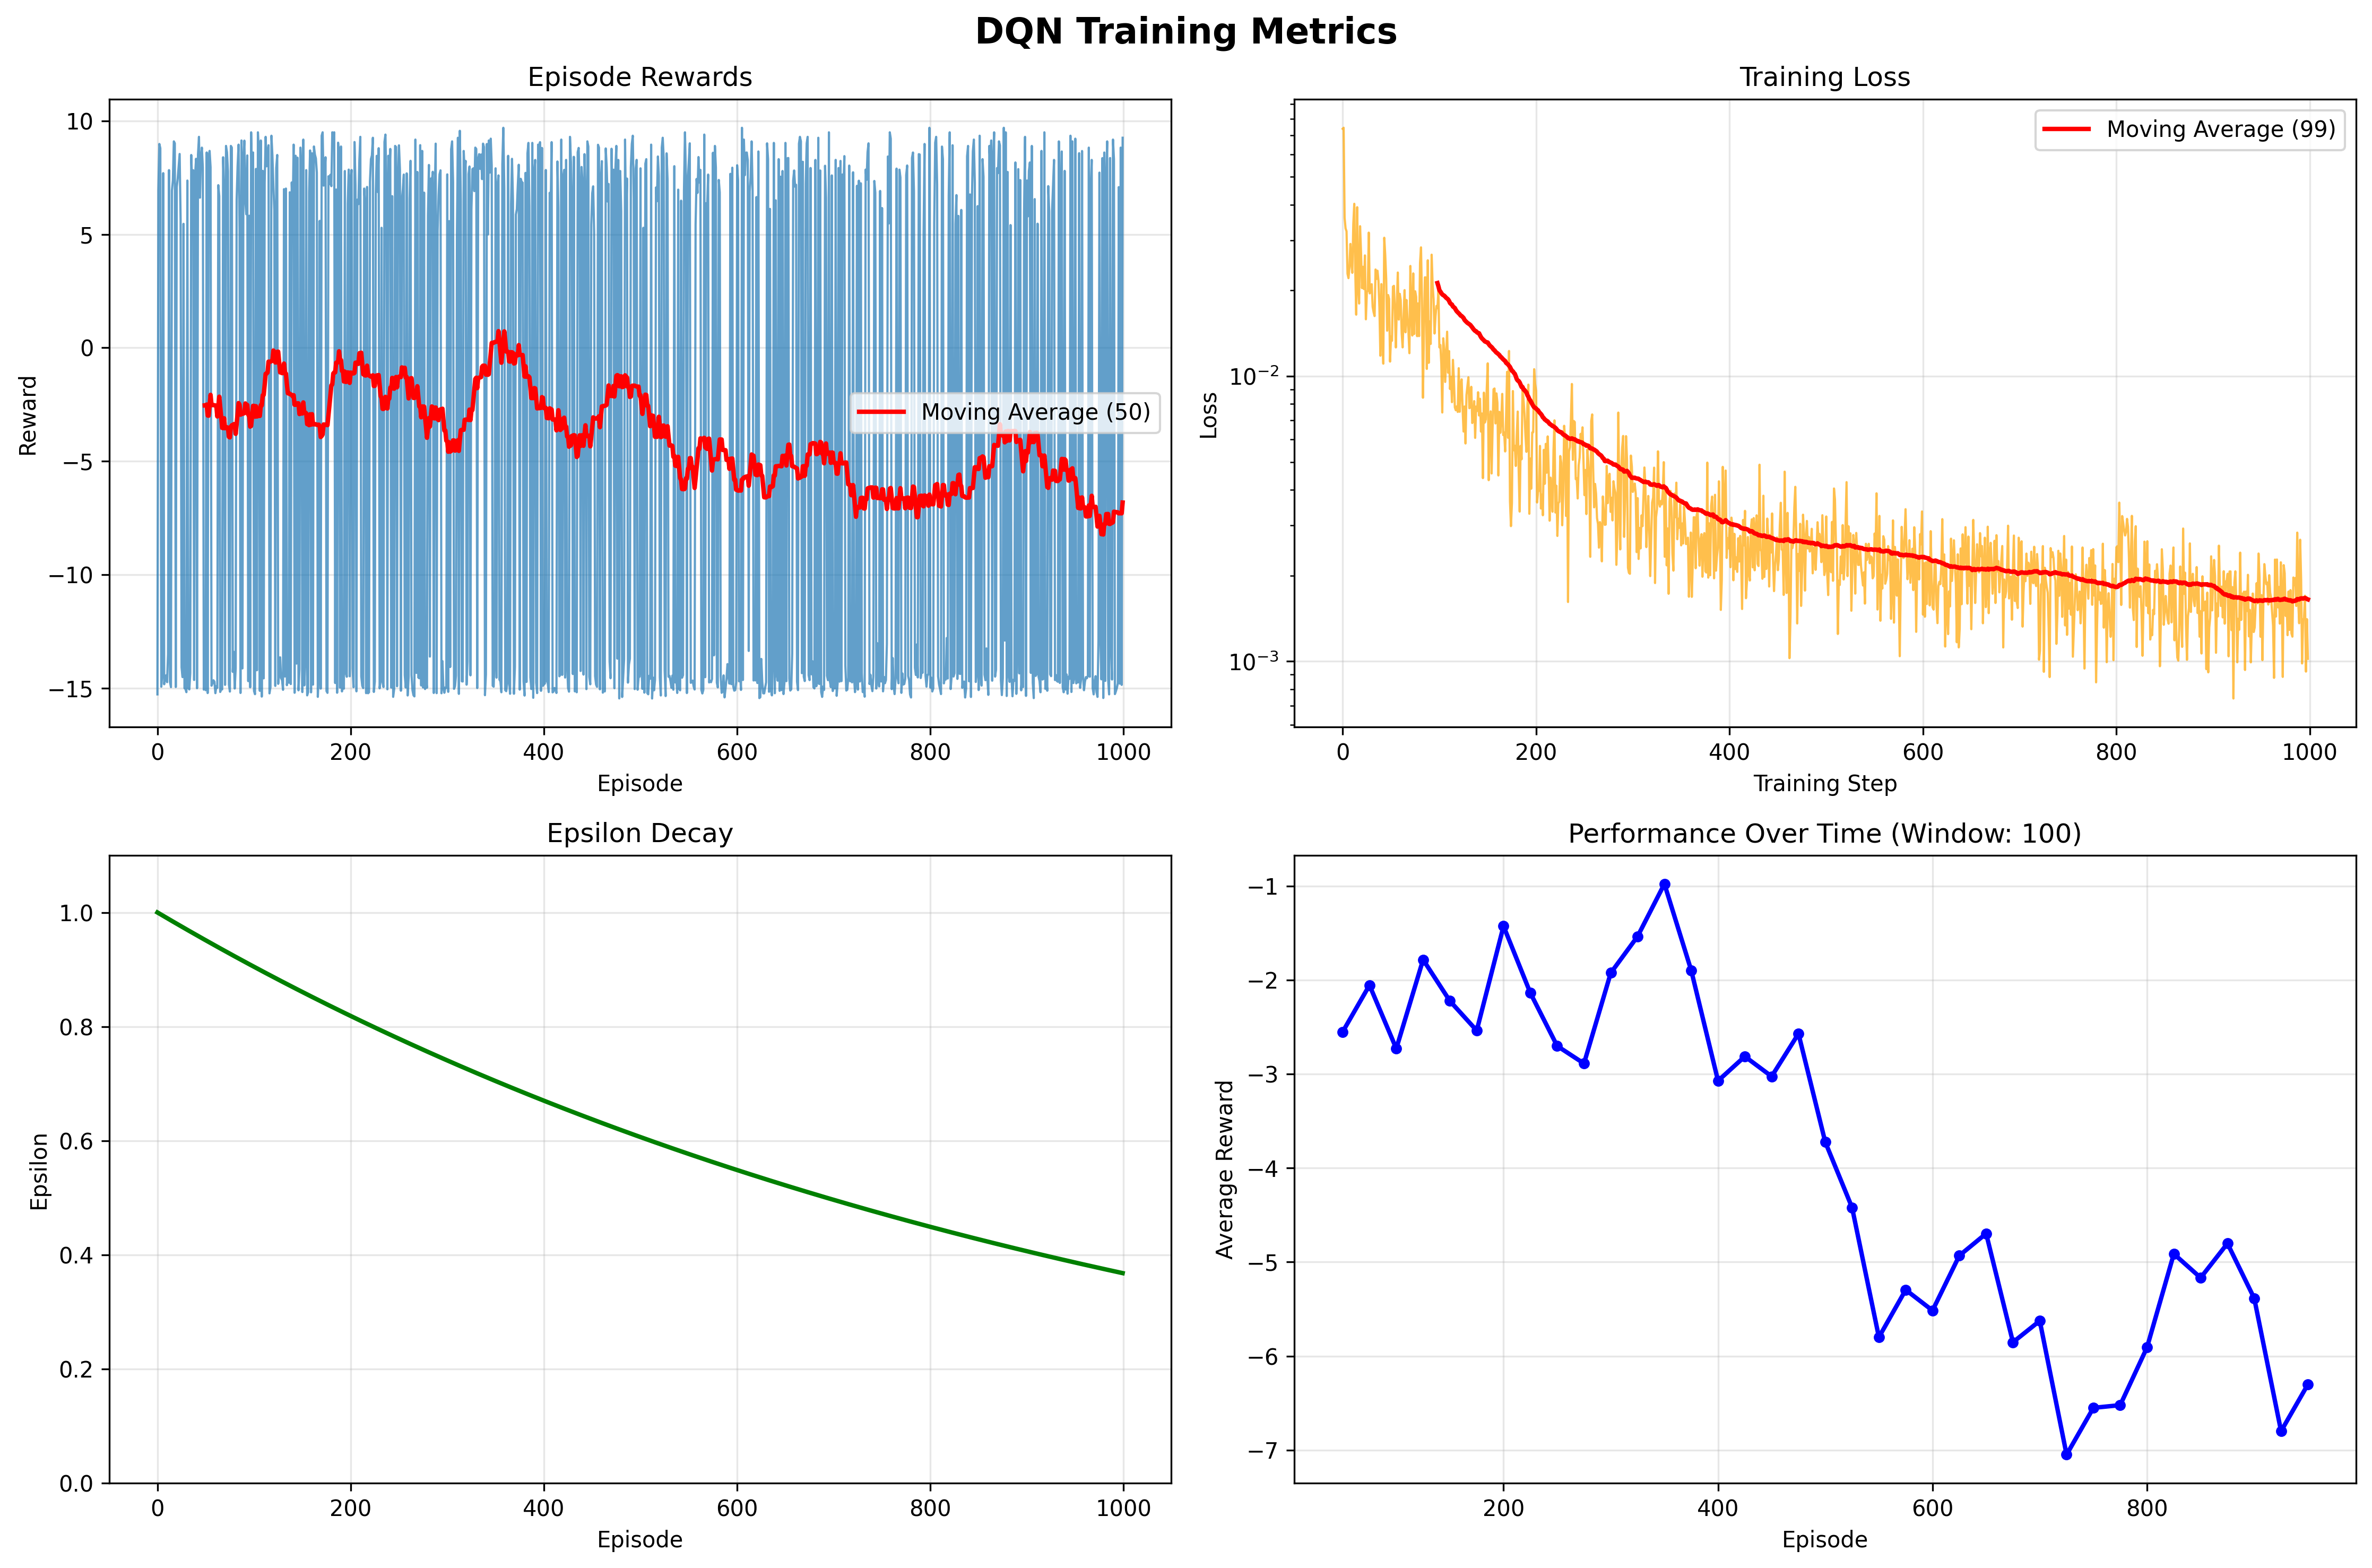 DQN Training Metrics
Episode Rewards
10
5
0
−5
−10
−15
Reward
Moving Average (50)
0
200
400
600
800
1000
Episode
Training Loss
10⁻²
10⁻³
Loss
Moving Average (99)
0
200
400
600
800
1000
Training Step
Epsilon Decay
1.0
0.8
0.6
0.4
0.2
0.0
Epsilon
0
200
400
600
800
1000
Episode
Performance Over Time (Window: 100)
−1
−2
−3
−4
−5
−6
−7
Average Reward
200
400
600
800
Episode